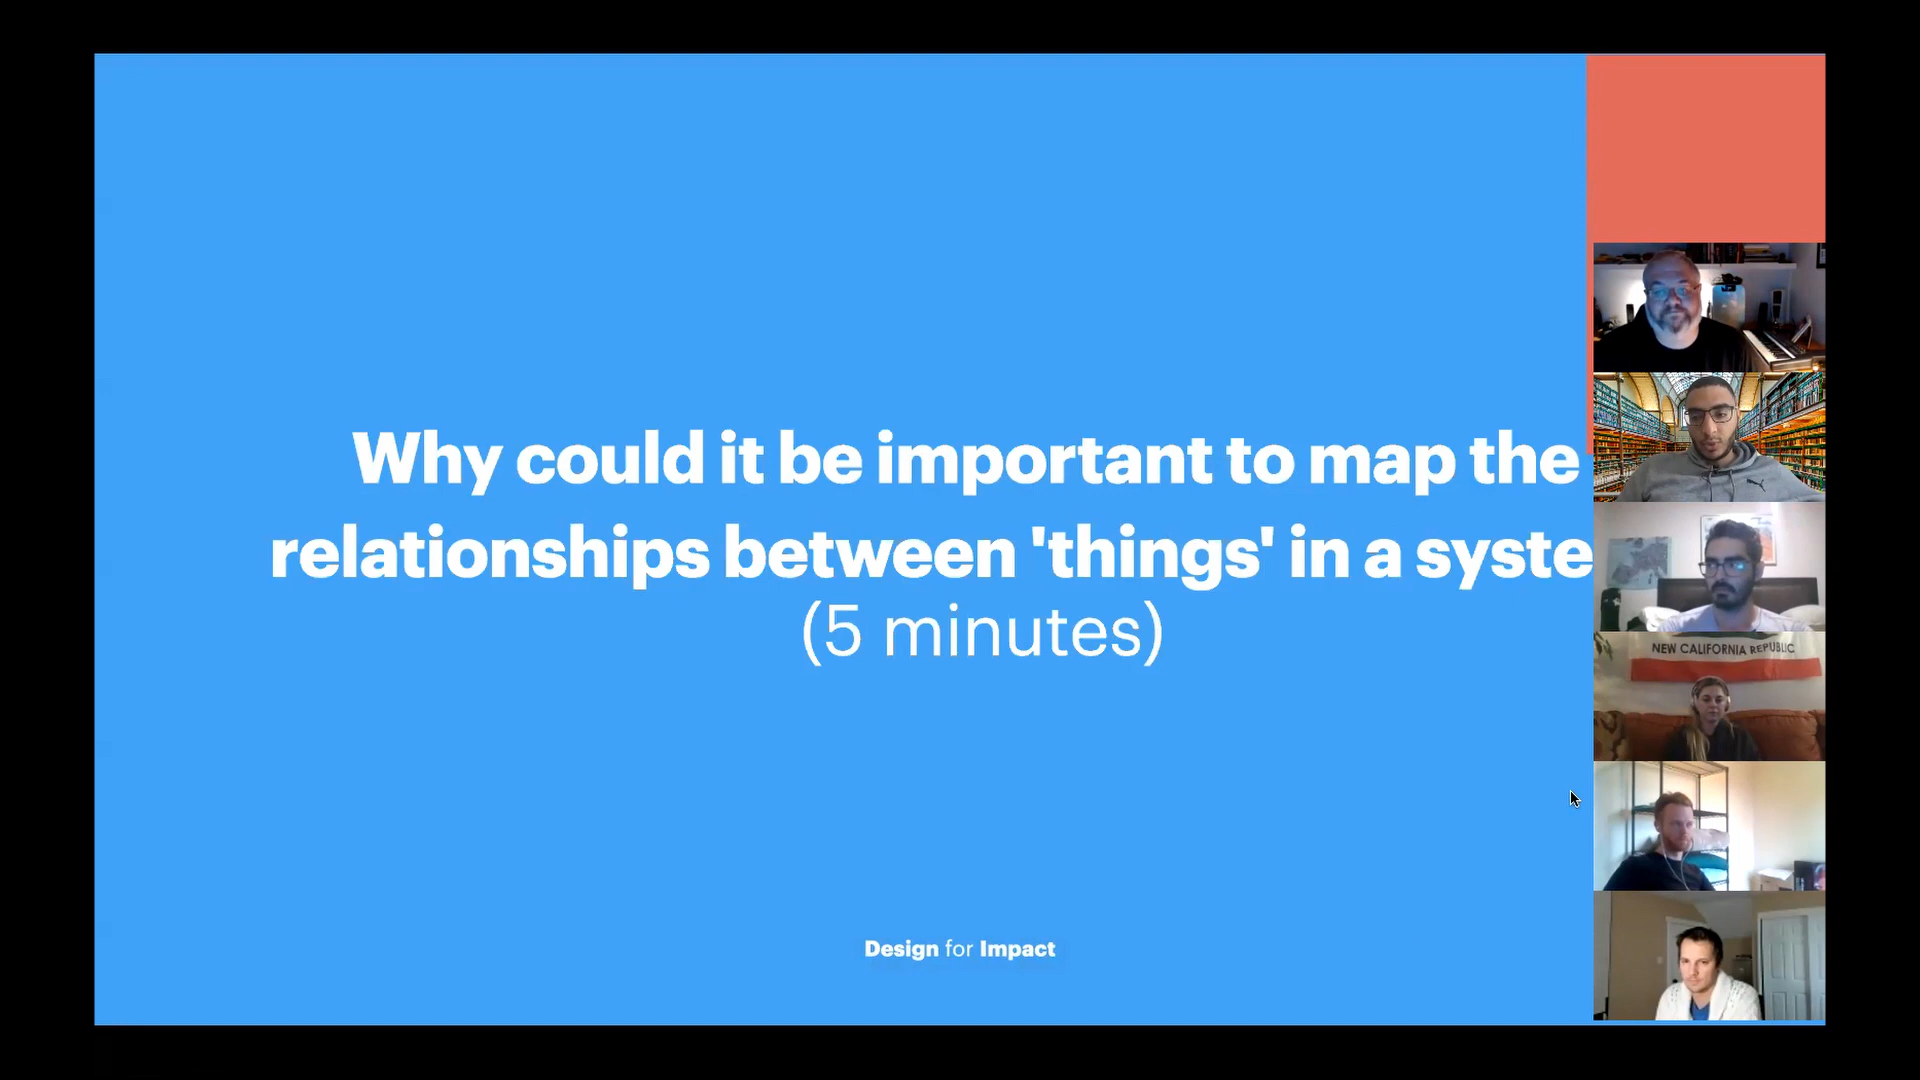 Why could it be important to map the
relationships between 'things' in a syste
(5 minutes)
NEW CALIFORNIA REPUBLIC
Design for Impact